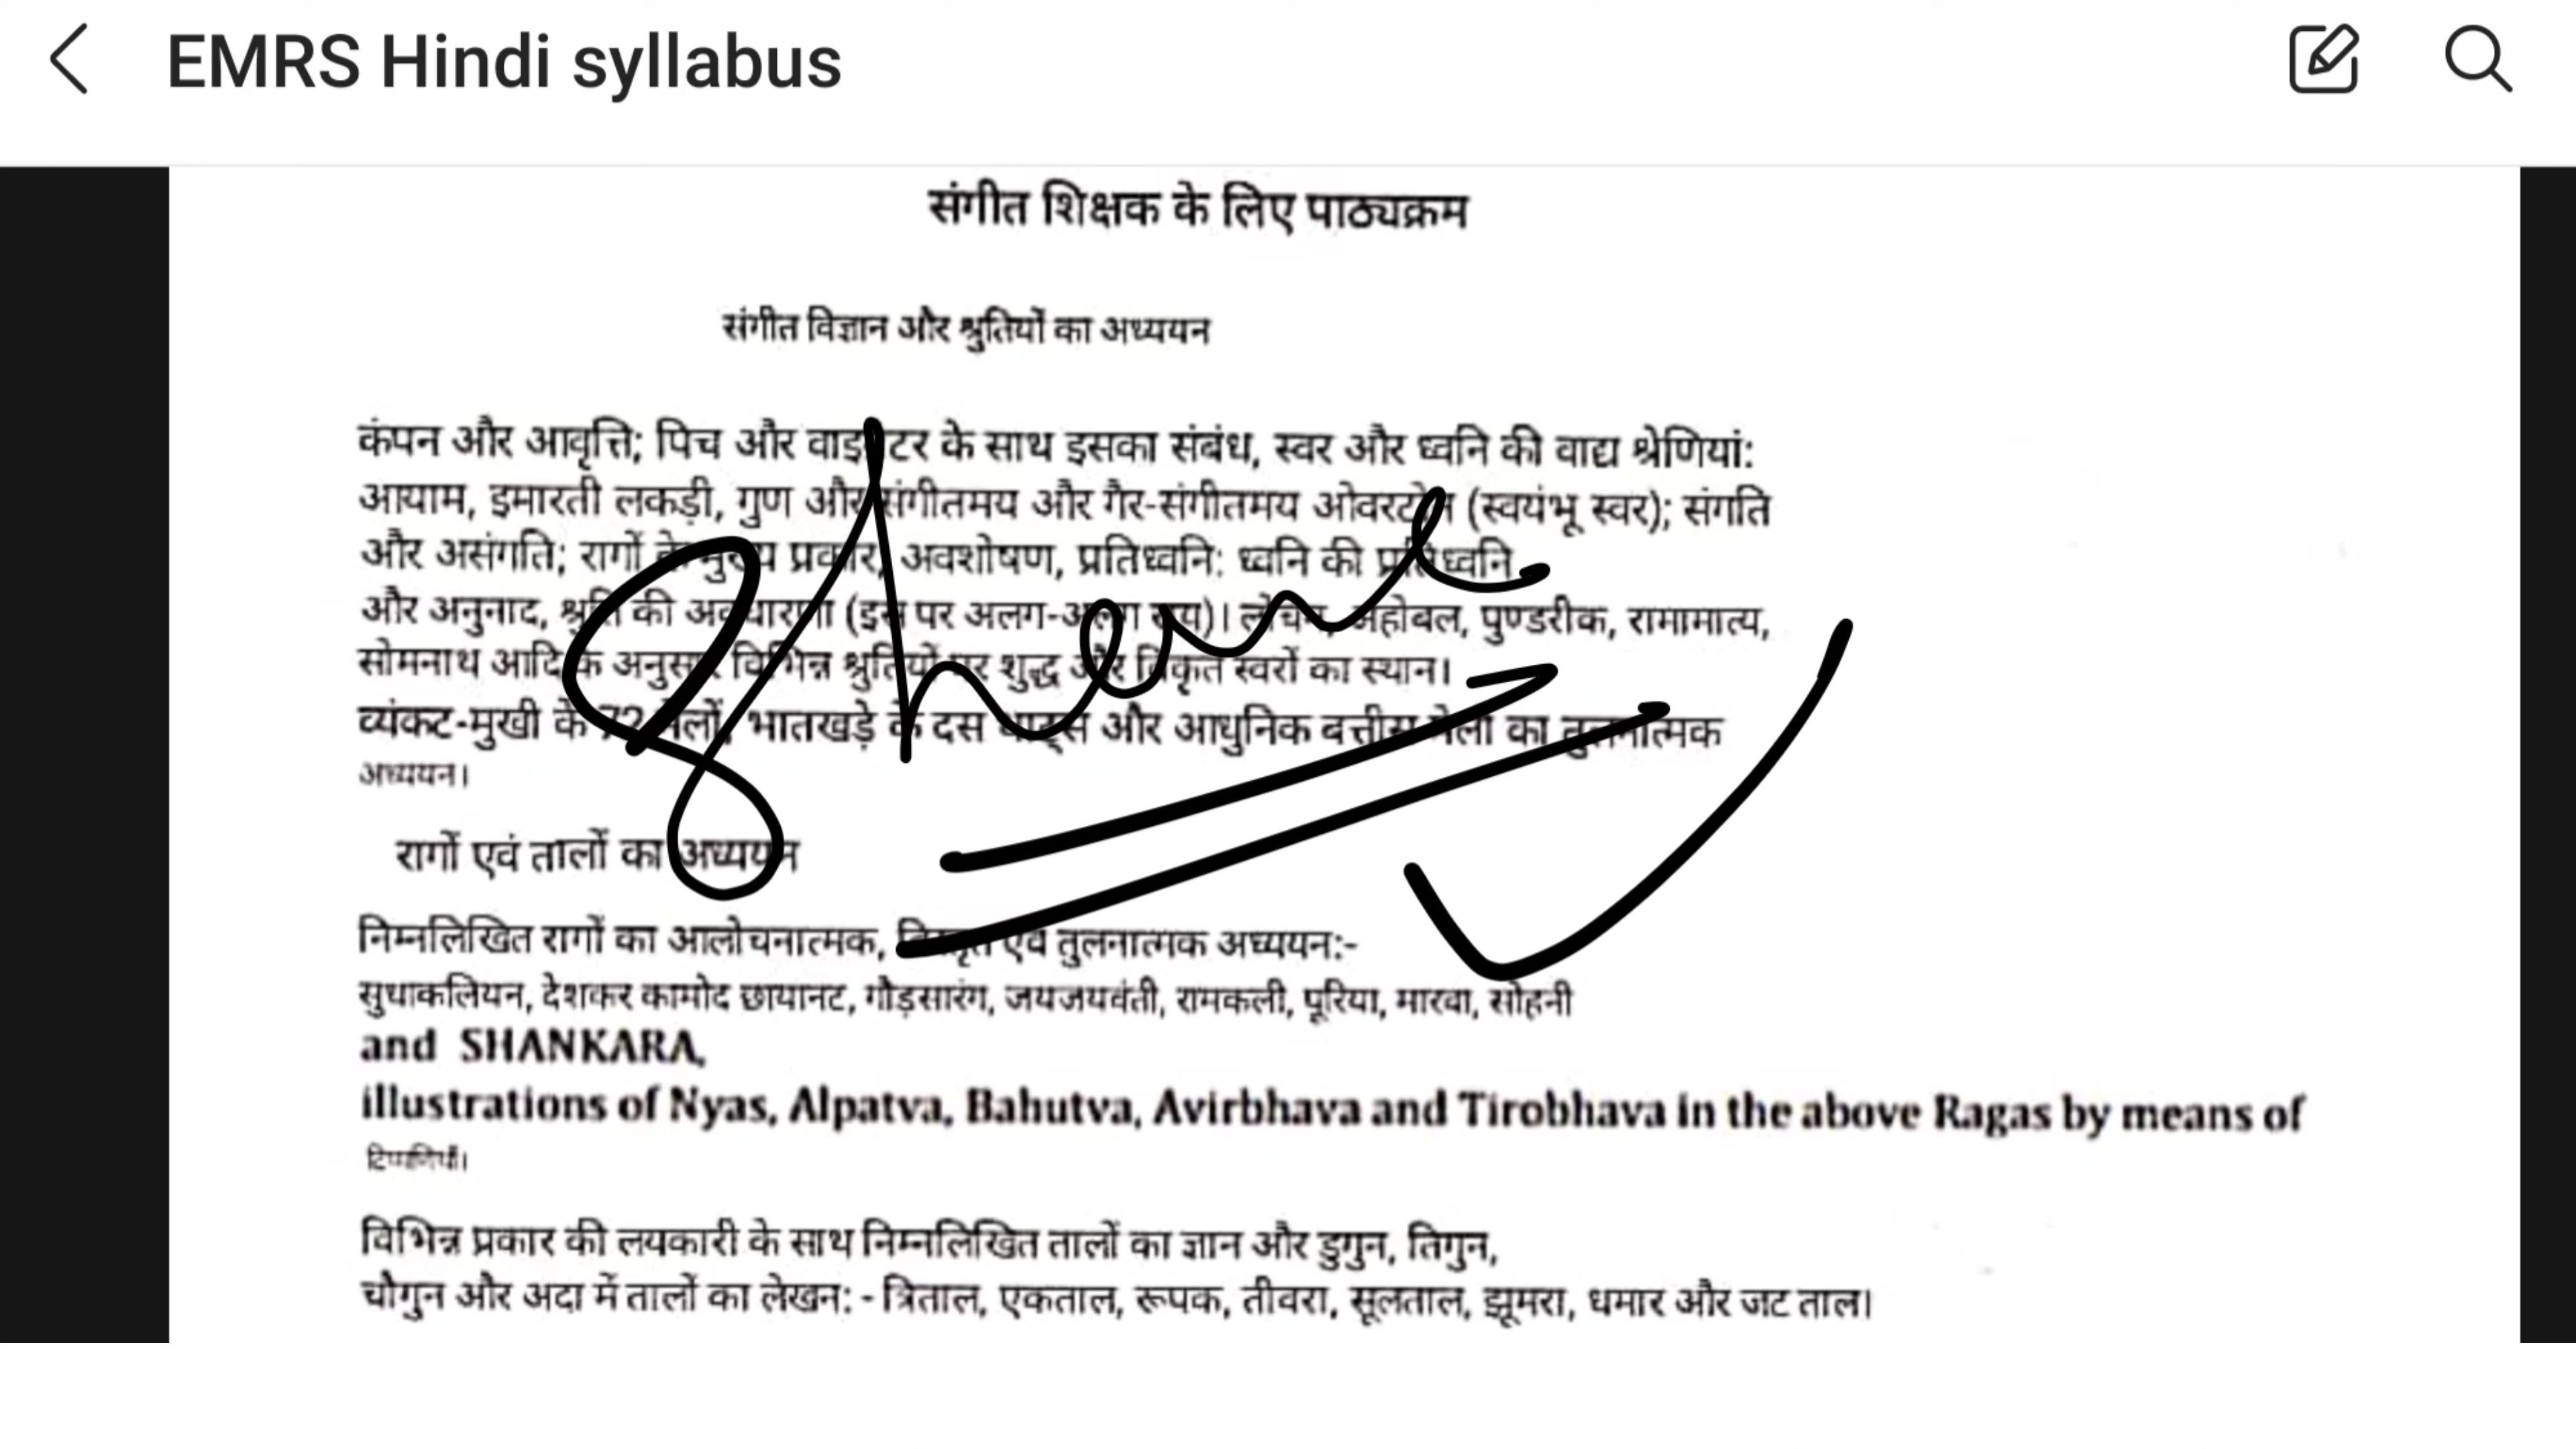 EMRS Hindi syllabus
संगीत शिक्षक के लिए पाठ्यक्रम
संगीत विज्ञान और श्रुतियों का अध्ययन
कंपन और आवृत्ति; पिच और के साथ इसका संबंध, स्वर और ध्वनि की वाद्य श्रेणियां:
आयाम, इमारती लकड़ी, गुण और संगीतमय और गैर-संगीतमय ओवरटोन (स्वयंभू स्वर); संगति
और असंगति; रागों के मुख्य प्रकार, अवशोषण, प्रतिध्वनि: ध्वनि की प्रतिध्वनि
और अनुनाद, श्रुति की अवधारणा (इस पर अलग-अलग राय)। लोचन, अहोबल, पुण्डरीक, रामामात्य,
सोमनाथ आदि के अनुसार विभिन्न श्रुतियों पर शुद्ध और विकृत स्वरों का स्थान।
व्यंकट-मुखी के 72 मेलों, भातखड़े के दस थाट्स और आधुनिक बत्तीस मेलों का तुलनात्मक
अध्ययन।
रागों एवं तालों का अध्ययन
निम्नलिखित रागों का आलोचनात्मक, विस्तृत एवं तुलनात्मक अध्ययन:-
सुधाकलियन, देशकर कामोद छायानट, गौड़सारंग, जयजयवंती, रामकली, पूरिया, मारवा, सोहनी
and SHANKARA,
illustrations of Nyas, Alpatva, Bahutva, Avirbhava and Tirobhava in the above Ragas by means of
टिप्पणियाँ।
विभिन्न प्रकार की लयकारी के साथ निम्नलिखित तालों का ज्ञान और डुगुन, तिगुन,
चौगुन और अदा में तालों का लेखन: - त्रिताल, एकताल, रूपक, तीवरा, सूलताल, झूमरा, धमार और जट ताल।